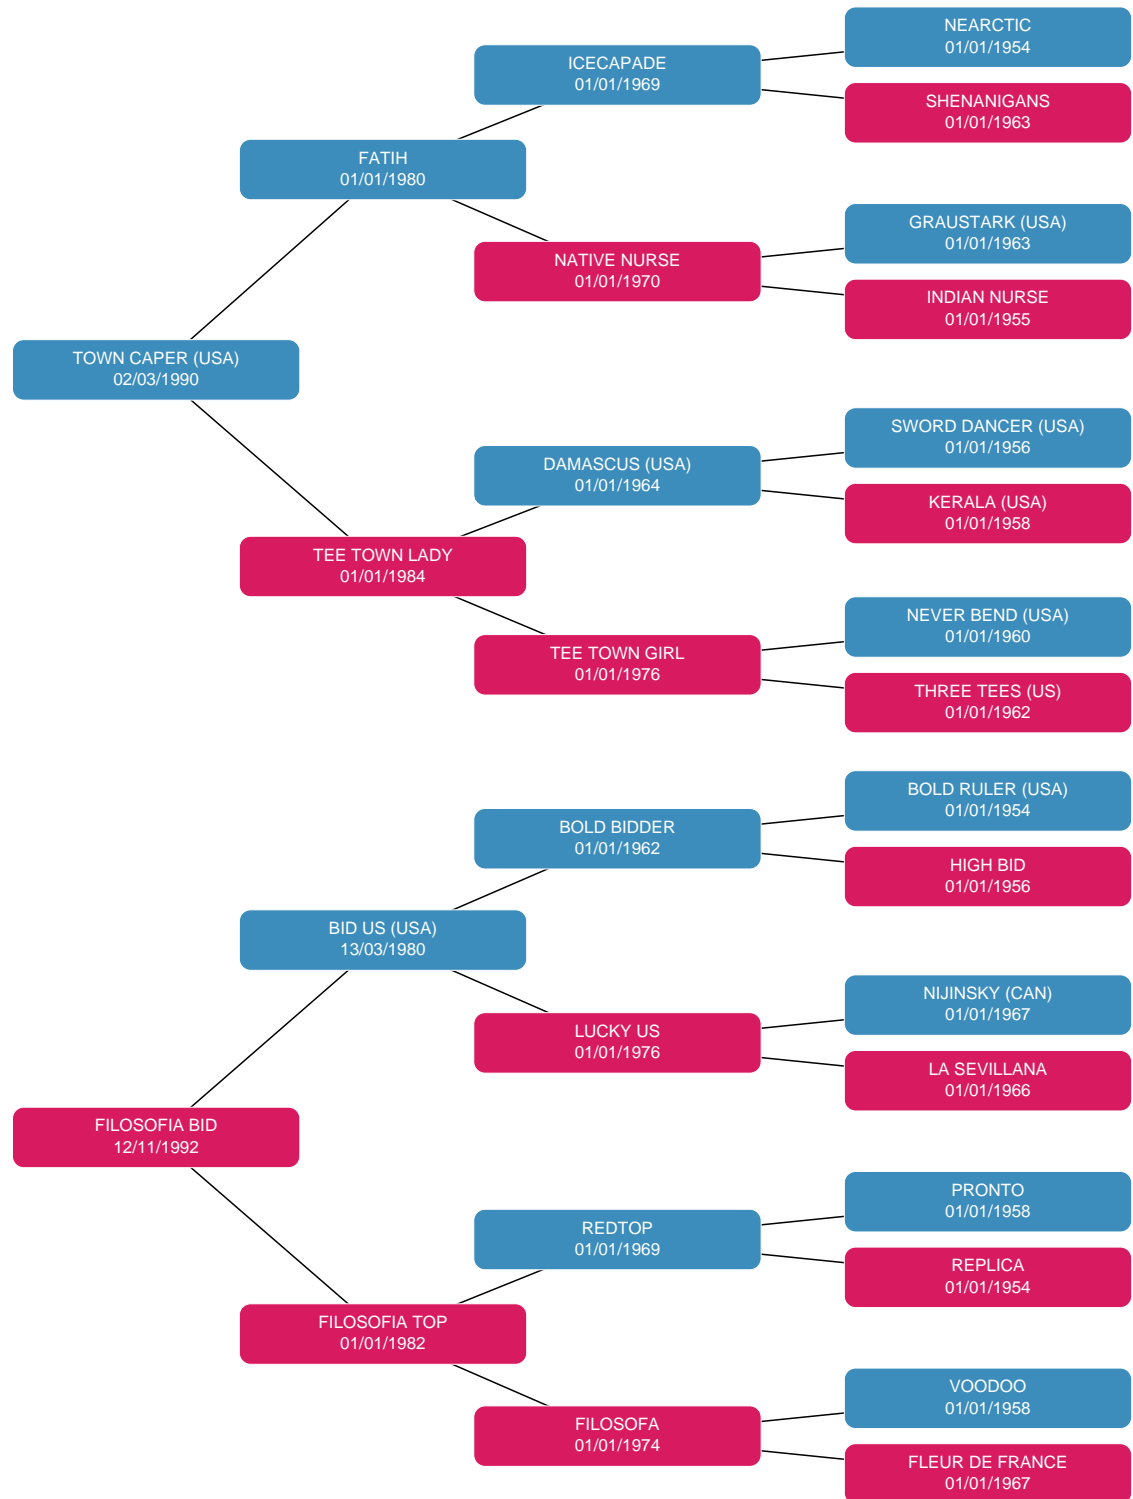 NEARCTIC
01/01/1954
ICECAPADE
01/01/1969
SHENANIGANS
01/01/1963
FATIH
01/01/1980
GRAUSTARK (USA)
01/01/1963
NATIVE NURSE
01/01/1970
INDIAN NURSE
01/01/1955
TOWN CAPER (USA)
02/03/1990
SWORD DANCER (USA)
01/01/1956
DAMASCUS (USA)
01/01/1964
KERALA (USA)
01/01/1958
TEE TOWN LADY
01/01/1984
NEVER BEND (USA)
01/01/1960
TEE TOWN GIRL
01/01/1976
THREE TEES (US)
01/01/1962
BOLD RULER (USA)
01/01/1954
BOLD BIDDER
01/01/1962
HIGH BID
01/01/1956
BID US (USA)
13/03/1980
NIJINSKY (CAN)
01/01/1967
LUCKY US
01/01/1976
LA SEVILLANA
01/01/1966
FILOSOFIA BID
12/11/1992
PRONTO
01/01/1958
REDTOP
01/01/1969
REPLICA
01/01/1954
FILOSOFIA TOP
01/01/1982
VOODOO
01/01/1958
FILOSOFA
01/01/1974
FLEUR DE FRANCE
01/01/1967